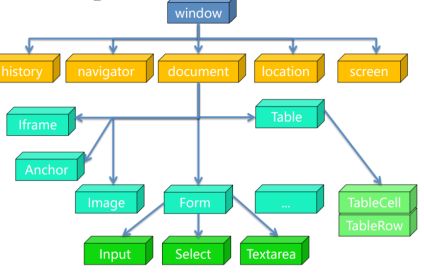 window
history navigator document location screen
Iframe
Table
Anchor
Image Form ... TableCell
TableRow
Input Select Textarea